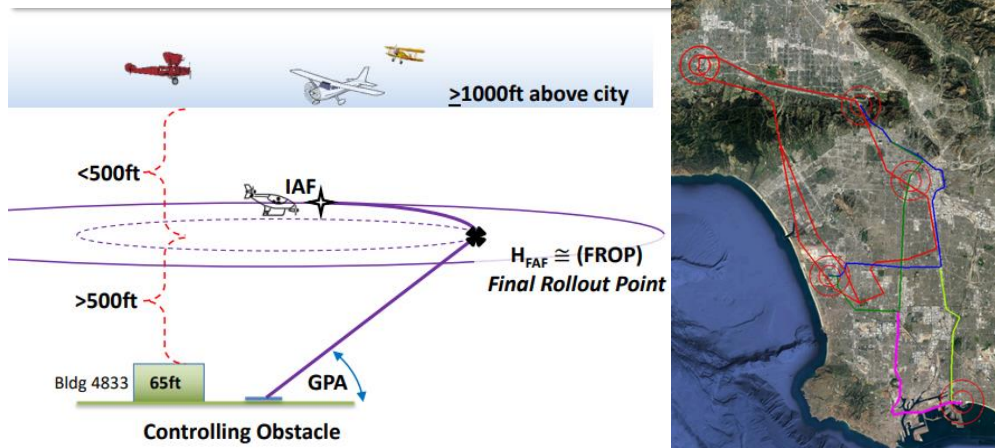 ≥1000ft above city
<500ft
IAF
H_FAF ≅ (FROP)
Final Rollout Point
>500ft
Bldg 4833
65ft
GPA
Controlling Obstacle